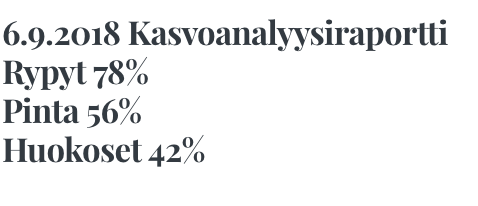 6.9.2018 Kasvoanalyysiraportti
Rypyt 78%
Pinta 56%
Huokoset 42%